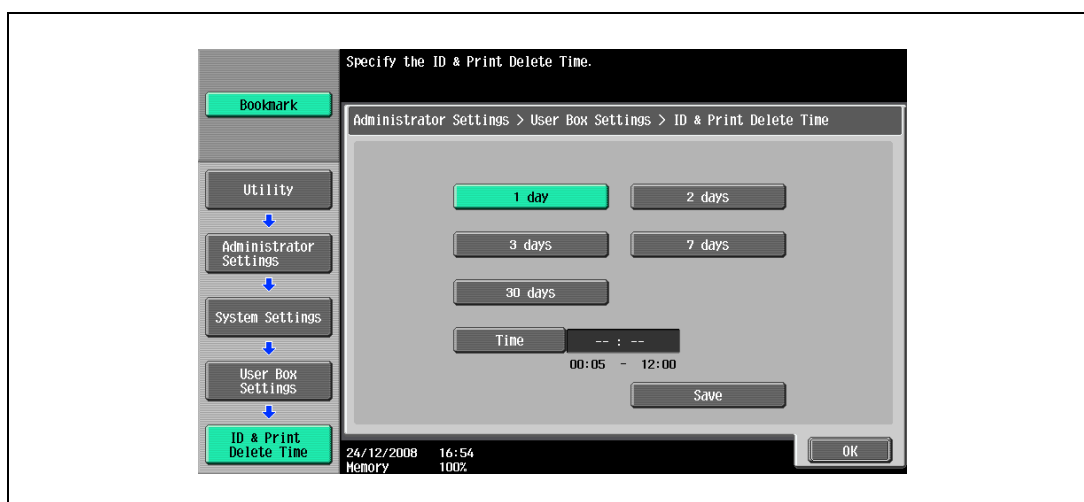 Specify the ID & Print Delete Time.
Bookmark
Administrator Settings > User Box Settings > ID & Print Delete Time
Utility
Administrator
Settings
System Settings
User Box
Settings
ID & Print
Delete Time
1 day
2 days
3 days
7 days
30 days
Time
-- : --
00:05 - 12:00
Save
24/12/2008 16:54
Memory 100%
OK